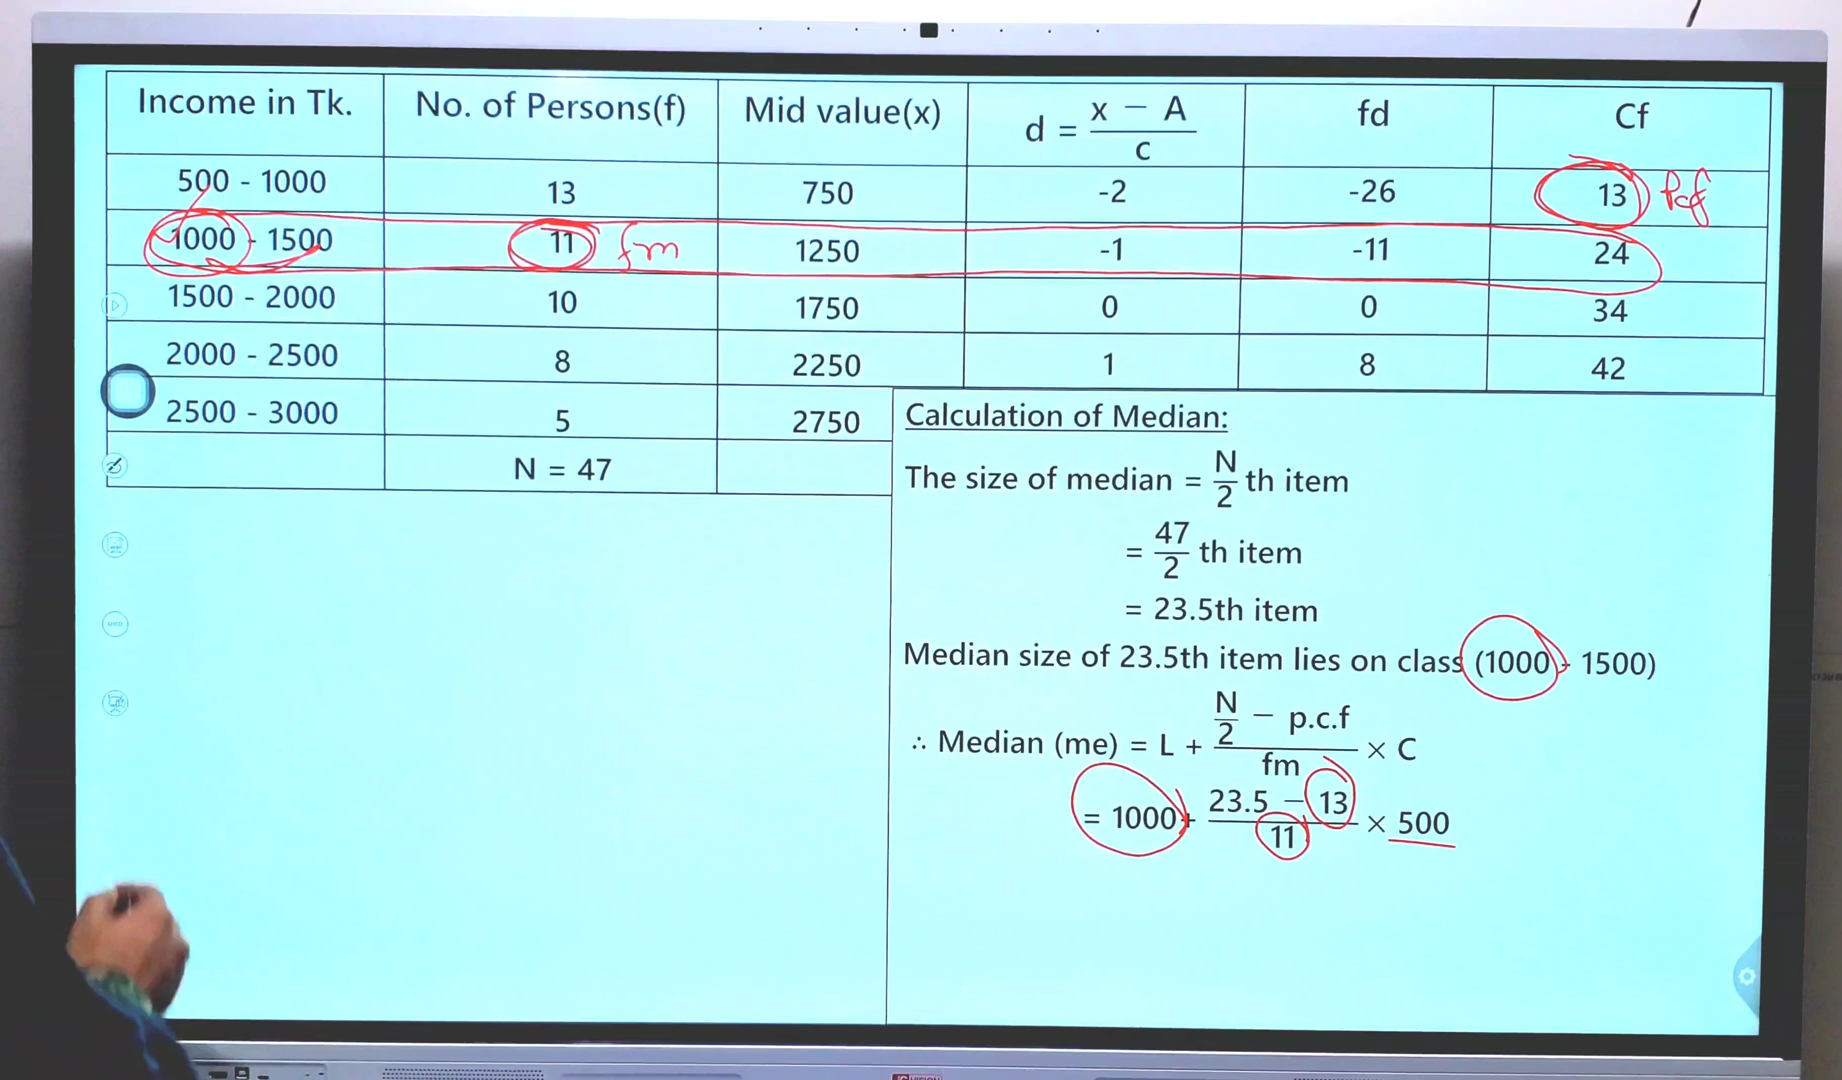 Income in Tk. No. of Persons(f) Mid value(x) d = x − A / c fd Cf
500 - 1000 13 750 -2 -26 13 Pcf
1000 - 1500 11 fm 1250 -1 -11 24
1500 - 2000 10 1750 0 0 34
2000 - 2500 8 2250 1 8 42
2500 - 3000 5 2750
N = 47
Calculation of Median:
The size of median = N/2 th item
= 47/2 th item
= 23.5th item
Median size of 23.5th item lies on class (1000 - 1500)
∴ Median (me) = L + N/2 − p.c.f / fm × C
= 1000 + 23.5 − 13 / 11 × 500